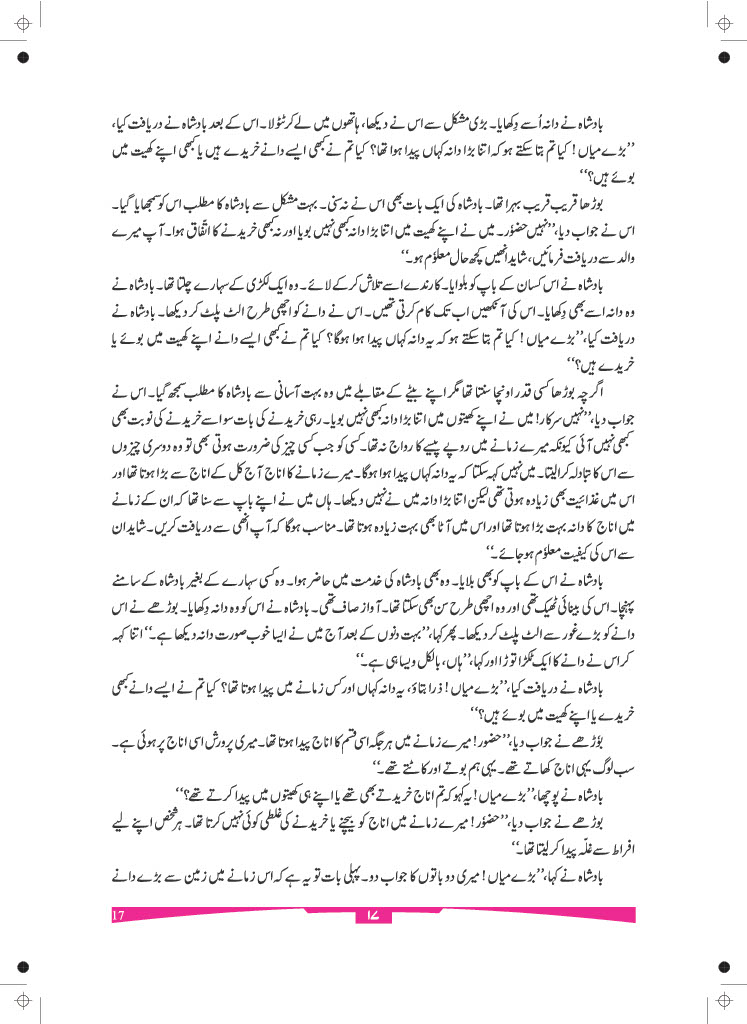 بادشاہ نے دانہ اُسے دِکھایا۔ بڑی مشکل سے اس نے دیکھا، ہاتھوں میں لے کر ٹٹولا۔ اس کے بعد بادشاہ نے دریافت کیا،
’’بڑے میاں! کیا تم بتا سکتے ہو کہ اتنا بڑا دانہ کہاں پیدا ہوا تھا؟ کیا تم نے کبھی ایسے دانے خریدے ہیں یا کبھی اپنے کھیت میں
بوئے ہیں؟‘‘
بوڑھا قریب قریب بہرا تھا۔ بادشاہ کی ایک بات بھی اس نے نہ سنی۔ بہت مشکل سے بادشاہ کا مطلب اس کو سمجھایا گیا۔
اس نے جواب دیا،’’نہیں حضوٗر۔ میں نے اپنے کھیت میں اتنا بڑا دانہ کبھی نہیں بویا اور نہ کبھی خریدنے کا اتّفاق ہوا۔ آپ میرے
والد سے دریافت فرمائیں، شاید انھیں کچھ حال معلوٗم ہو۔‘‘
بادشاہ نے اس کسان کے باپ کو بلوایا۔ کارندے اسے تلاش کر کے لائے۔ وہ ایک لکڑی کے سہارے چلتا تھا۔ بادشاہ نے
وہ دانہ اسے بھی دِکھایا۔ اس کی آنکھیں اب تک کام کرتی تھیں۔ اس نے دانے کو اچھی طرح الٹ پلٹ کر دیکھا۔ بادشاہ نے
دریافت کیا،’’بڑے میاں! کیا تم بتا سکتے ہو کہ یہ دانہ کہاں پیدا ہوا ہوگا؟ کیا تم نے کبھی ایسے دانے اپنے کھیت میں بوئے یا
خریدے ہیں؟‘‘
اگرچہ بوڑھا کسی قدر اونچا سنتا تھا مگر اپنے بیٹے کے مقابلے میں وہ بہت آسانی سے بادشاہ کا مطلب سمجھ گیا۔ اس نے
جواب دیا،’’نہیں سرکار! میں نے اپنے کھیتوں میں اتنا بڑا دانہ کبھی نہیں بویا۔ رہی خریدنے کی بات سو اسے خریدنے کی نوبت بھی
کبھی نہیں آئی کیونکہ میرے زمانے میں روپے پیسے کا رواج نہ تھا۔ کسی کو جب کسی چیز کی ضرورت ہوتی بھی تو وہ دوسری چیزوں
سے اس کا تبادلہ کرالیتا۔ میں نہیں کہہ سکتا کہ یہ دانہ کہاں پیدا ہوا ہوگا۔ میرے زمانے کا اناج آج کل کے اناج سے بڑا ہوتا تھا اور
اس میں غذائیت بھی زیادہ ہوتی تھی لیکن اتنا بڑا دانہ میں نے نہیں دیکھا۔ ہاں میں نے اپنے باپ سے سنا تھا کہ ان کے زمانے
میں اناج کا دانہ بہت بڑا ہوتا تھا اور اس میں آٹا بھی بہت زیادہ ہوتا تھا۔ مناسب ہوگا کہ آپ انھی سے دریافت کریں۔ شاید ان
سے اس کی کیفیت معلوٗم ہوجائے۔‘‘
بادشاہ نے اس کے باپ کو بھی بلایا۔ وہ بھی بادشاہ کی خدمت میں حاضر ہوا۔ وہ کسی سہارے کے بغیر بادشاہ کے سامنے
پہنچا۔ اس کی بینائی ٹھیک تھی اور وہ اچھی طرح سن بھی سکتا تھا۔ آواز صاف تھی۔ بادشاہ نے اس کو وہ دانہ دِکھایا۔ بوڑھے نے اس
دانے کو بڑے غور سے الٹ پلٹ کر دیکھا۔ پھر کہا،’’بہت دنوں کے بعد آج میں نے ایسا خوب صورت دانہ دیکھا ہے۔‘‘ اتنا کہہ
کر اس نے دانے کا ایک ٹکڑا توڑا اور کہا،’’ہاں، بالکل ویسا ہی ہے۔‘‘
بادشاہ نے دریافت کیا،’’بڑے میاں! ذرا بتاؤ، یہ دانہ کہاں اور کس زمانے میں پیدا ہوتا تھا؟ کیا تم نے ایسے دانے کبھی
خریدے یا اپنے کھیت میں بوئے ہیں؟‘‘
بوٗڑھے نے جواب دیا،’’حضور! میرے زمانے میں ہر جگہ اسی قسم کا اناج پیدا ہوتا تھا۔ میری پرورش اسی اناج پر ہوئی ہے۔
سب لوگ یہی اناج کھاتے تھے۔ یہی ہم بوتے اور کاٹتے تھے۔‘‘
بادشاہ نے پوٗچھا،’’بڑے میاں! یہ کہو کہ تم اناج خریدتے بھی تھے یا اپنے ہی کھیتوں میں پیدا کرتے تھے؟‘‘
بوڑھے نے جواب دیا،’’حضوٗر! میرے زمانے میں اناج کو بیچنے یا خریدنے کی غلطی کوئی نہیں کرتا تھا۔ ہر شخص اپنے لیے
افراط سے غلّہ پیدا کر لیتا تھا۔‘‘
بادشاہ نے کہا،’’بڑے میاں! میری دو باتوں کا جواب دو۔ پہلی بات تو یہ ہے کہ اس زمانے میں زمین سے بڑے دانے
17
۱۷